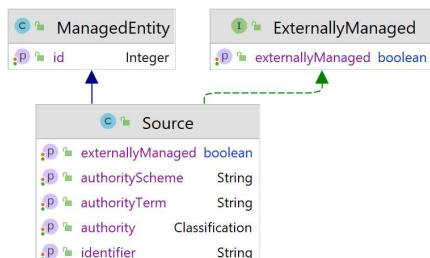 ManagedEntity
id Integer
ExternallyManaged
externallyManaged boolean
Source
externallyManaged boolean
authorityScheme String
authorityTerm String
authority Classification
identifier String